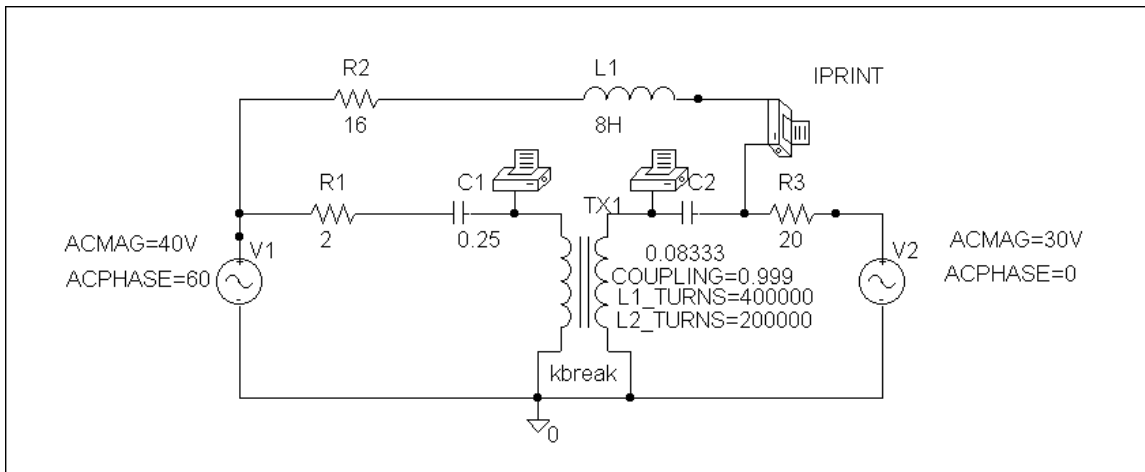 R2
L1
IPRINT
16
8H
R1
C1
C2
R3
TX1
2
0.25
20
ACMAG=40V
V1
0.08333
V2
ACMAG=30V
ACPHASE=60
COUPLING=0.999
ACPHASE=0
L1_TURNS=400000
L2_TURNS=200000
kbreak
0